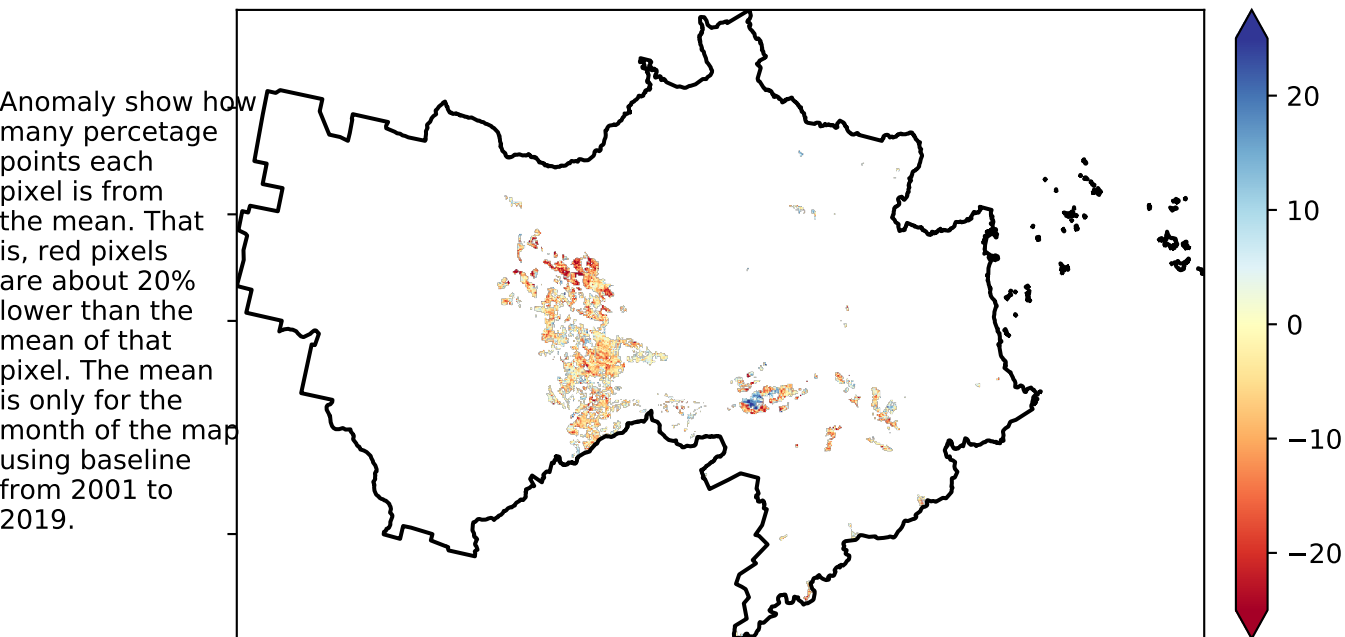 Anomaly show how
many percetage
points each
pixel is from
the mean. That
is, red pixels
are about 20%
lower than the
mean of that
pixel. The mean
is only for the
month of the map
using baseline
from 2001 to
2019.
20
10
0
−10
−20